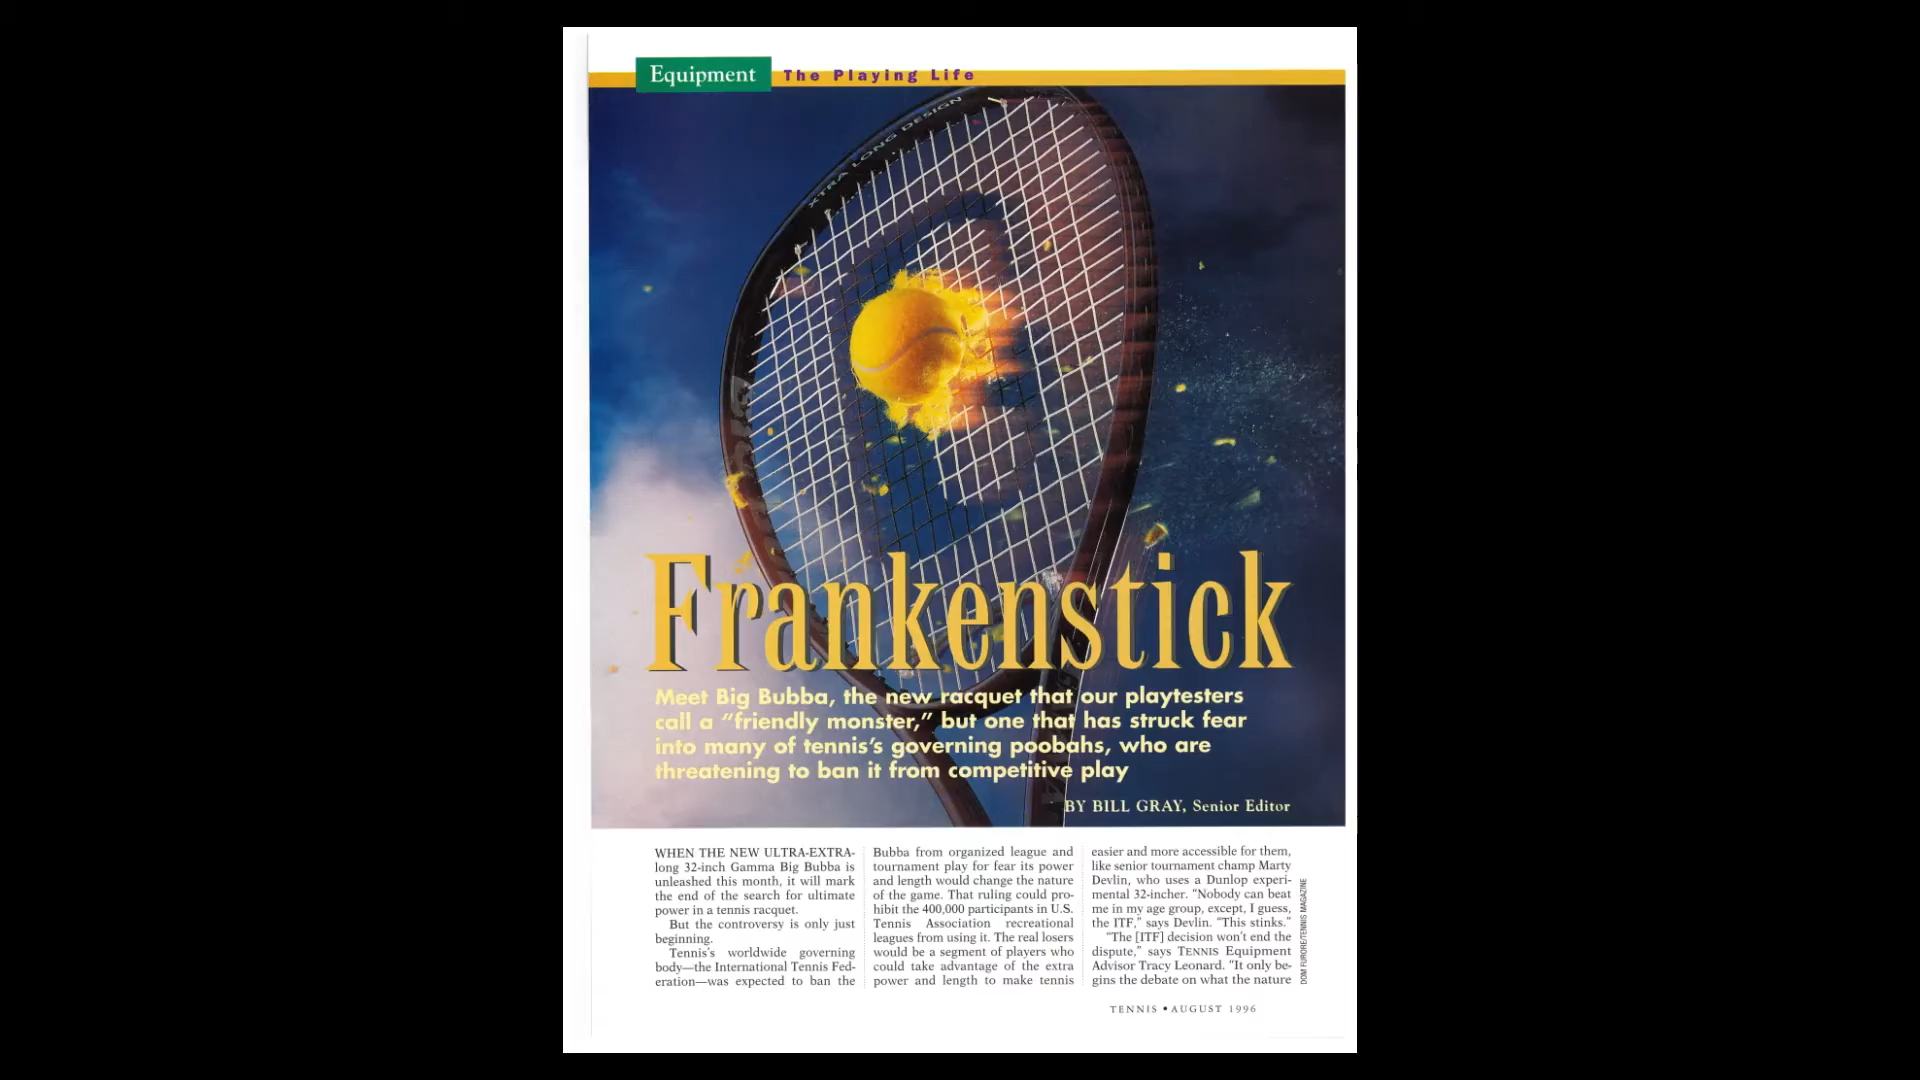 Equipment The Playing Life
XTRA LONG DESIGN
Frankenstick
Meet Big Bubba, the new racquet that our playtesters
call a “friendly monster,” but one that has struck fear
into many of tennis’s governing poobahs, who are
threatening to ban it from competitive play
BY BILL GRAY, Senior Editor
WHEN THE NEW ULTRA-EXTRA-
long 32-inch Gamma Big Bubba is
unleashed this month, it will mark
the end of the search for ultimate
power in a tennis racquet.
But the controversy is only just
beginning.
Tennis’s worldwide governing
body—the International Tennis Fed-
eration—was expected to ban the
Bubba from organized league and
tournament play for fear its power
and length would change the nature
of the game. That ruling could pro-
hibit the 400,000 participants in U.S.
Tennis Association recreational
leagues from using it. The real losers
would be a segment of players who
could take advantage of the extra
power and length to make tennis
easier and more accessible for them,
like senior tournament champ Marty
Devlin, who uses a Dunlop experi-
mental 32-incher. “Nobody can beat
me in my age group, except, I guess,
the ITF,” says Devlin. “This stinks.”
“The [ITF] decision won’t end the
dispute,” says TENNIS Equipment
Advisor Tracy Leonard. “It only be-
gins the debate on what the nature
DOM FURORE/TENNIS MAGAZINE
TENNIS • AUGUST 1996